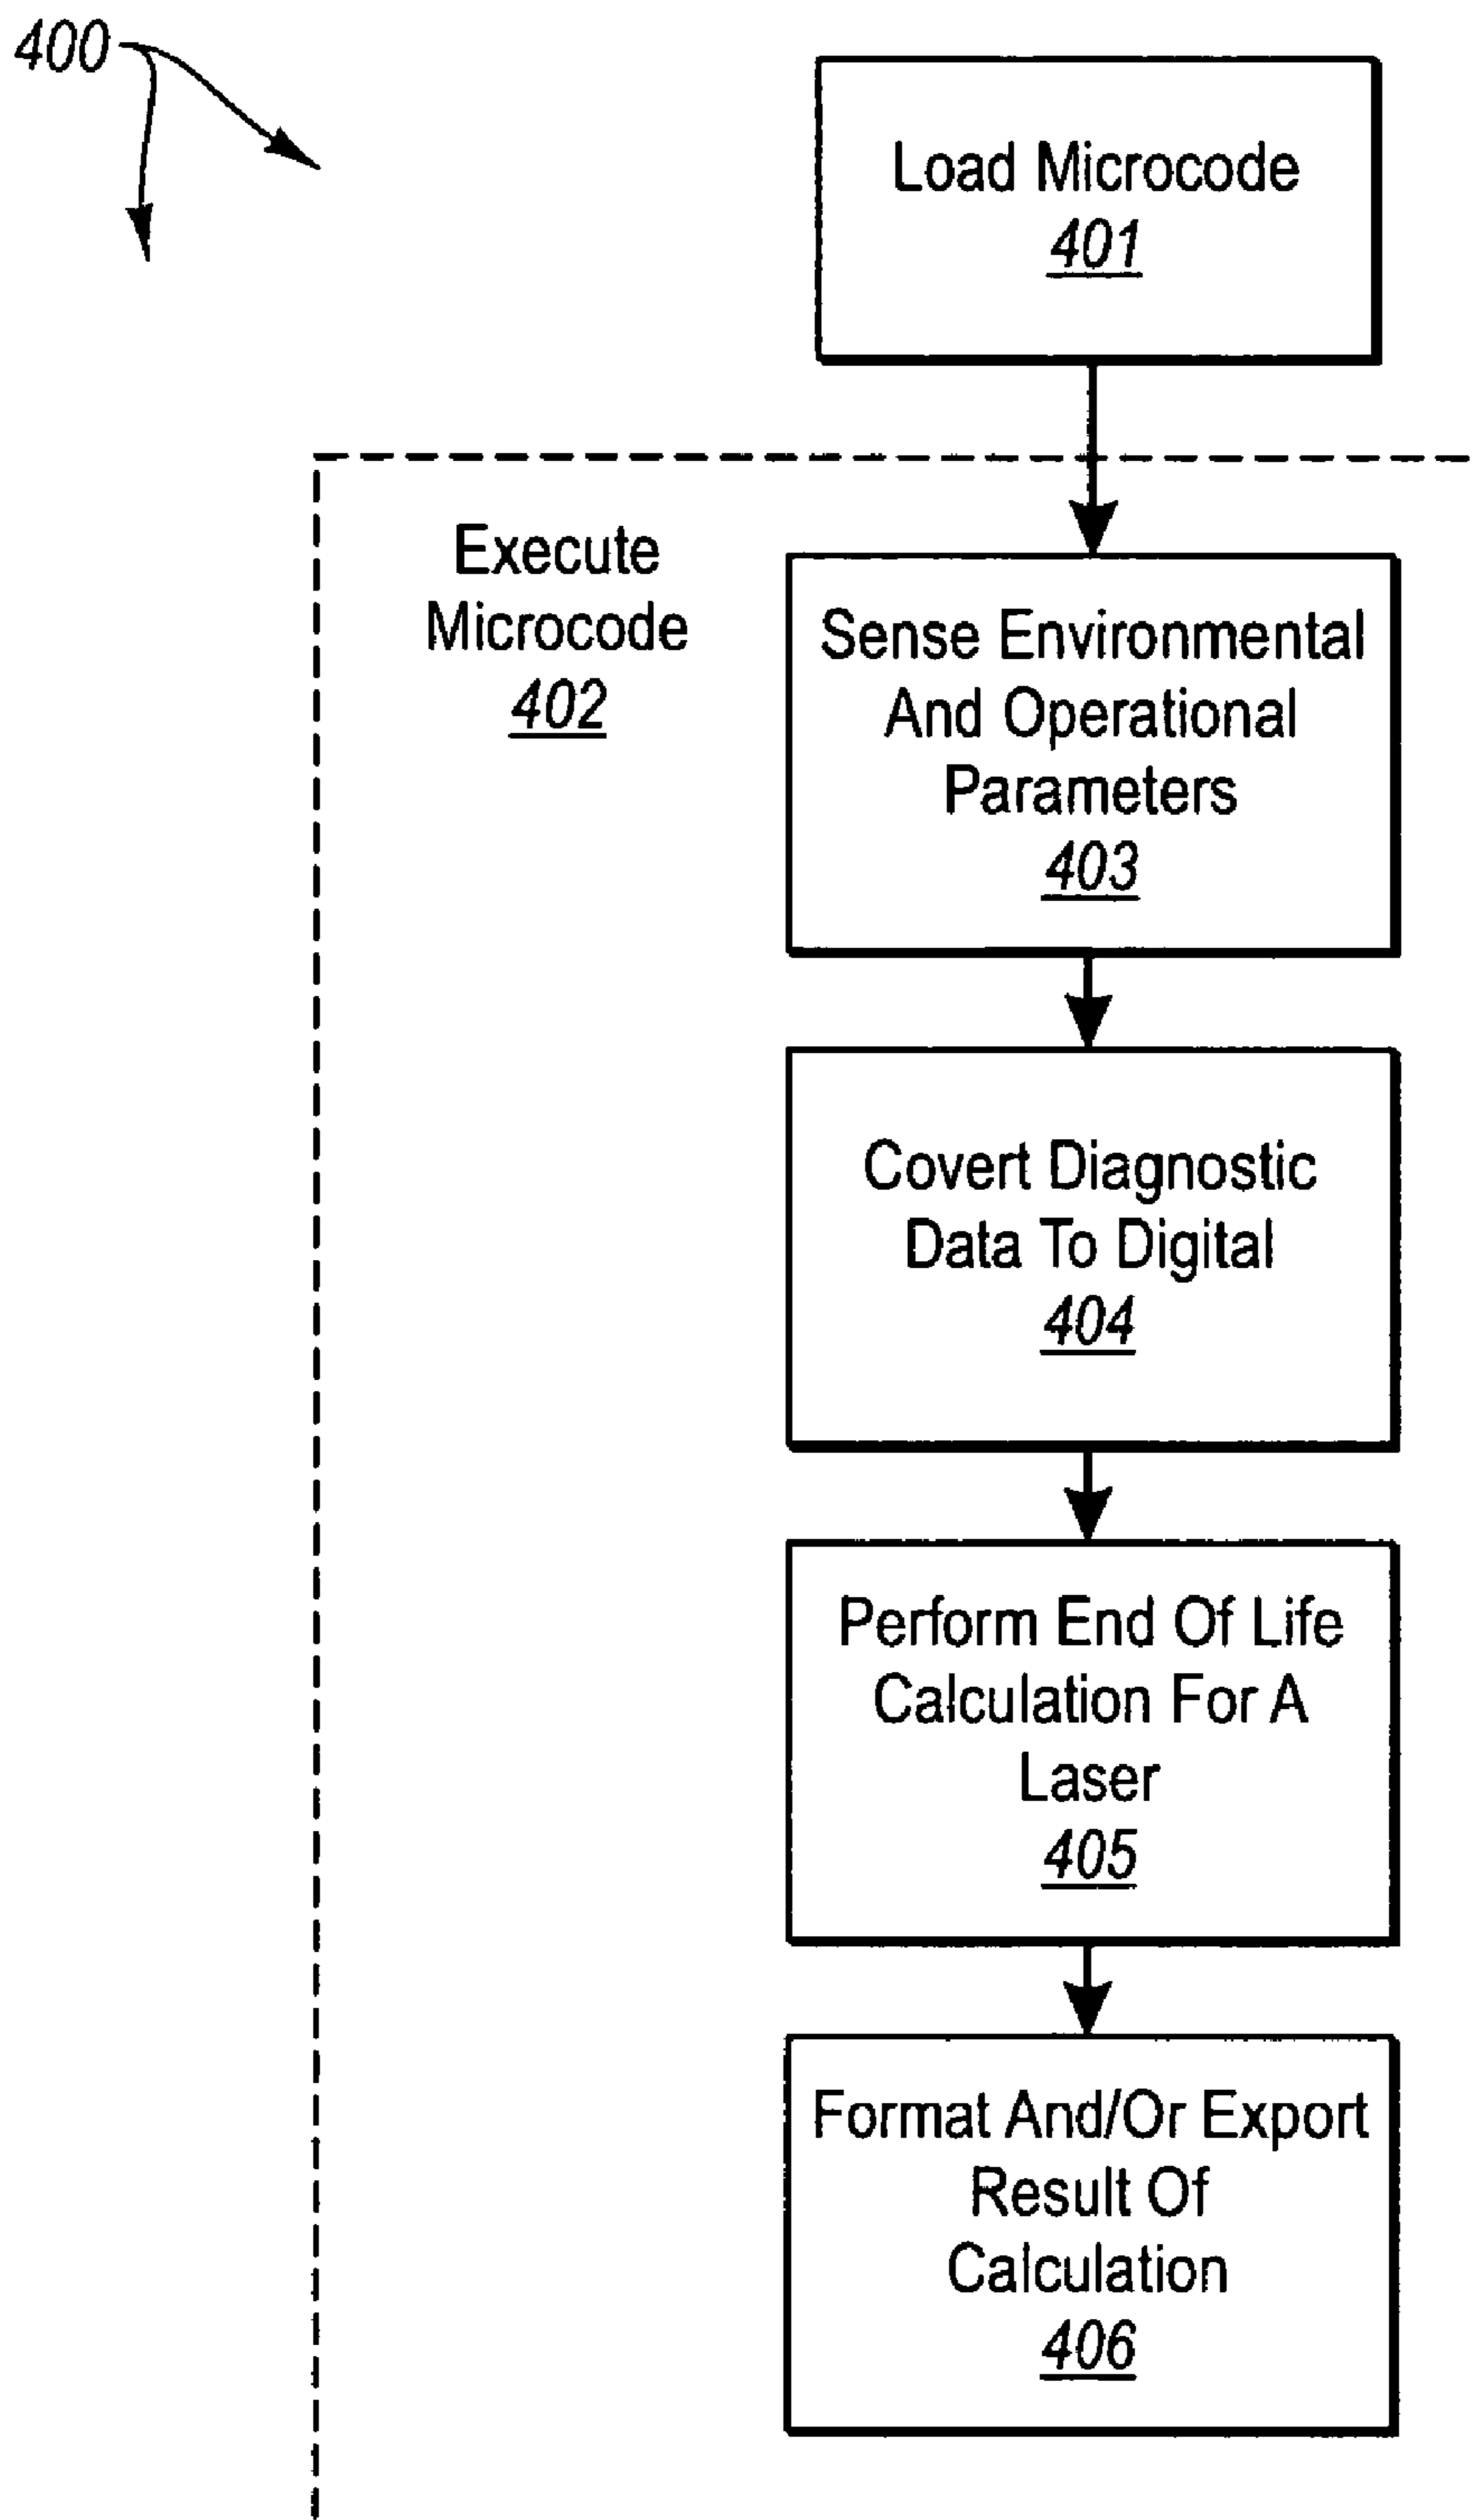 400
Load Microcode
401
Execute
Microcode
402
Sense Environmental
And Operational
Parameters
403
Covert Diagnostic
Data To Digital
404
Perform End Of Life
Calculation For A
Laser
405
Format And/Or Export
Result Of
Calculation
406